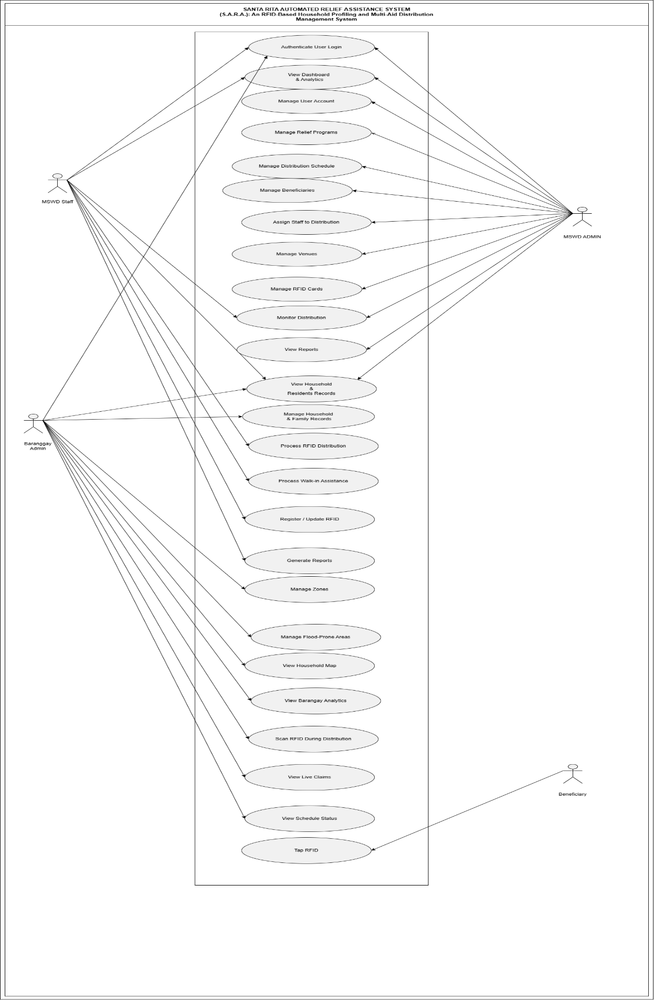 SANTA RITA AUTOMATED RELIEF ASSISTANCE SYSTEM
(S.A.R.A.): An RFID-Based Household Profiling and Multi-Aid Distribution
Management System
Authenticate User Login
View Dashboard
& Analytics
Manage User Account
Manage Relief Programs
Manage Distribution Schedule
Manage Beneficiaries
MSWD Staff
Assign Staff to Distribution
MSWD ADMIN
Manage Venues
Manage RFID Cards
Monitor Distribution
View Reports
View Household
&
Residents Records
Manage Household
& Family Records
Baranggay
Admin
Process RFID Distribution
Process Walk-in Assistance
Register / Update RFID
Generate Reports
Manage Zones
Manage Flood-Prone Areas
View Household Map
View Barangay Analytics
Scan RFID During Distribution
View Live Claims
Beneficiary
View Schedule Status
Tap RFID